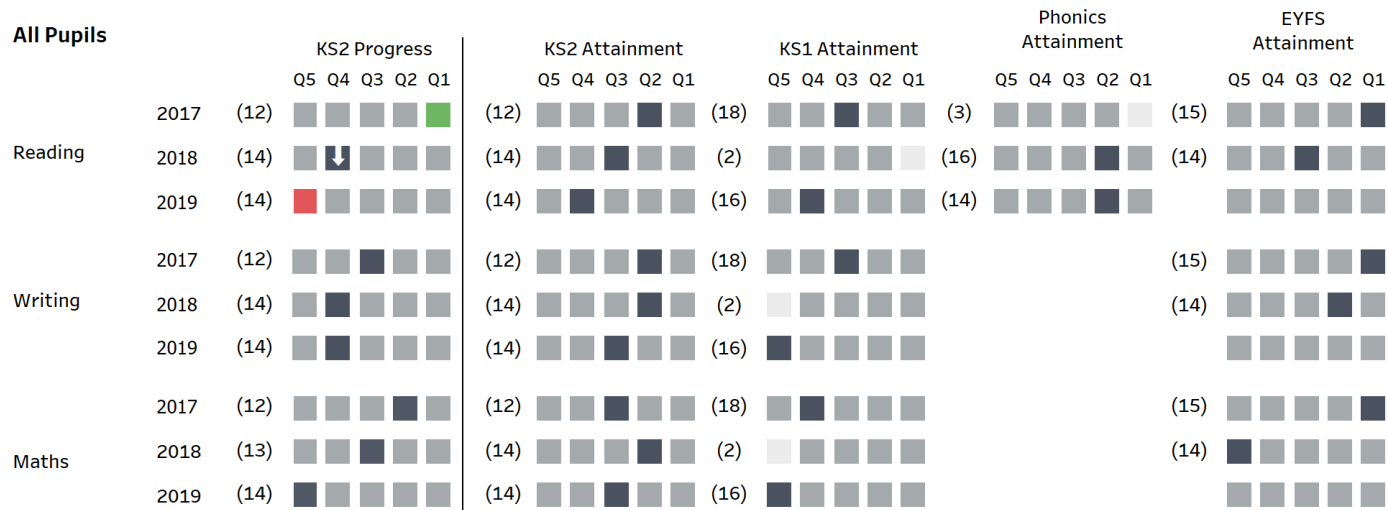 All Pupils
KS2 Progress KS2 Attainment KS1 Attainment Phonics Attainment EYFS Attainment
Q5 Q4 Q3 Q2 Q1 Q5 Q4 Q3 Q2 Q1 Q5 Q4 Q3 Q2 Q1 Q5 Q4 Q3 Q2 Q1 Q5 Q4 Q3 Q2 Q1
2017 (12) (12) (18) (3) (15)
Reading 2018 (14) (14) (2) (16) (14)
2019 (14) (14) (16) (14)
2017 (12) (12) (18) (15)
Writing 2018 (14) (14) (2) (14)
2019 (14) (14) (16)
2017 (12) (12) (18) (15)
Maths 2018 (13) (14) (2) (14)
2019 (14) (14) (16)